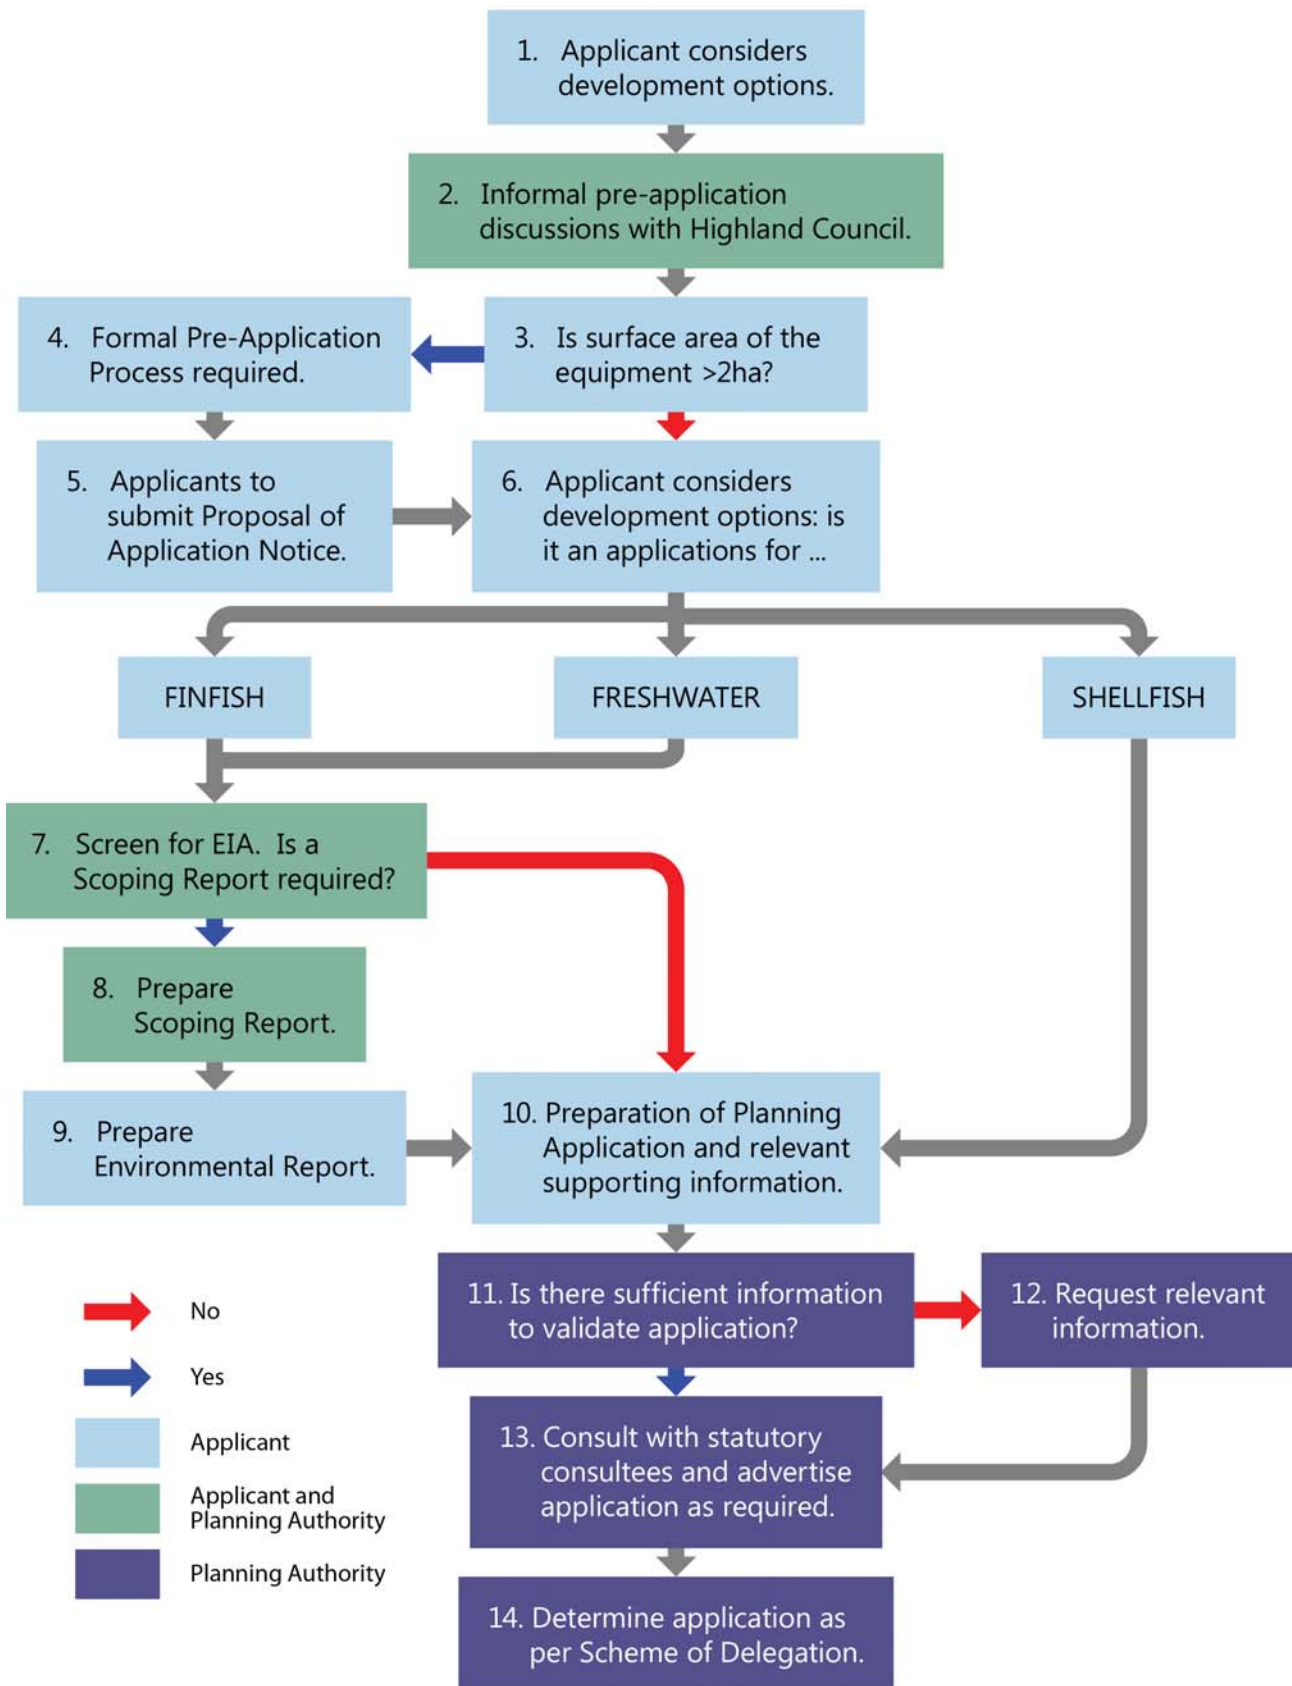 1. Applicant considers
development options.
2. Informal pre-application
discussions with Highland Council.
4. Formal Pre-Application
Process required.
3. Is surface area of the
equipment >2ha?
5. Applicants to
submit Proposal of
Application Notice.
6. Applicant considers
development options: is
it an applications for ...
FINFISH
FRESHWATER
SHELLFISH
7. Screen for EIA. Is a
Scoping Report required?
8. Prepare
Scoping Report.
9. Prepare
Environmental Report.
10. Preparation of Planning
Application and relevant
supporting information.
11. Is there sufficient information
to validate application?
12. Request relevant
information.
13. Consult with statutory
consultees and advertise
application as required.
14. Determine application as
per Scheme of Delegation.
No
Yes
Applicant
Applicant and
Planning Authority
Planning Authority